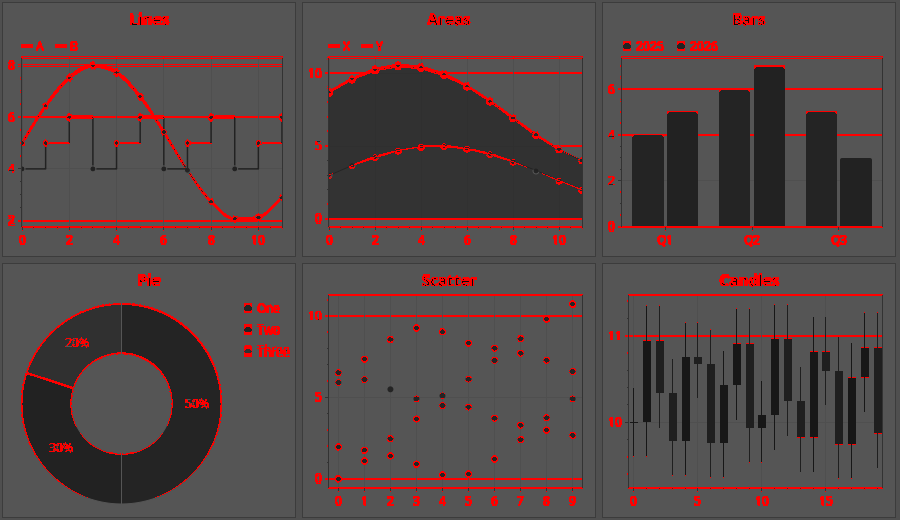 Lines
A B
8
6
4
2
0 2 4 6 8 10
Areas
X Y
10
5
0
0 2 4 6 8 10
Bars
2025 2026
6
4
2
0
Q1 Q2 Q3
Pie
One
Two
Three
20%
50%
30%
Scatter
10
5
0
0 1 2 3 4 5 6 7 8 9
Candles
11
10
0 5 10 15